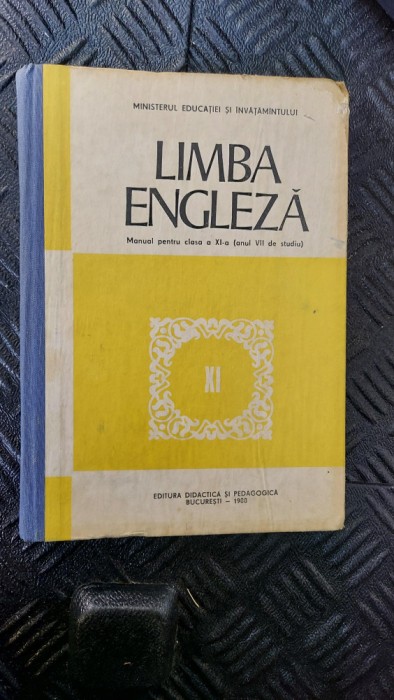 MINISTERUL EDUCAȚIEI ȘI ÎNVĂȚĂMÎNTULUI
LIMBA
ENGLEZĂ
Manual pentru clasa a XI-a (anul VII de studiu)
XI
EDITURA DIDACTICĂ ȘI PEDAGOGICĂ
BUCUREȘTI –